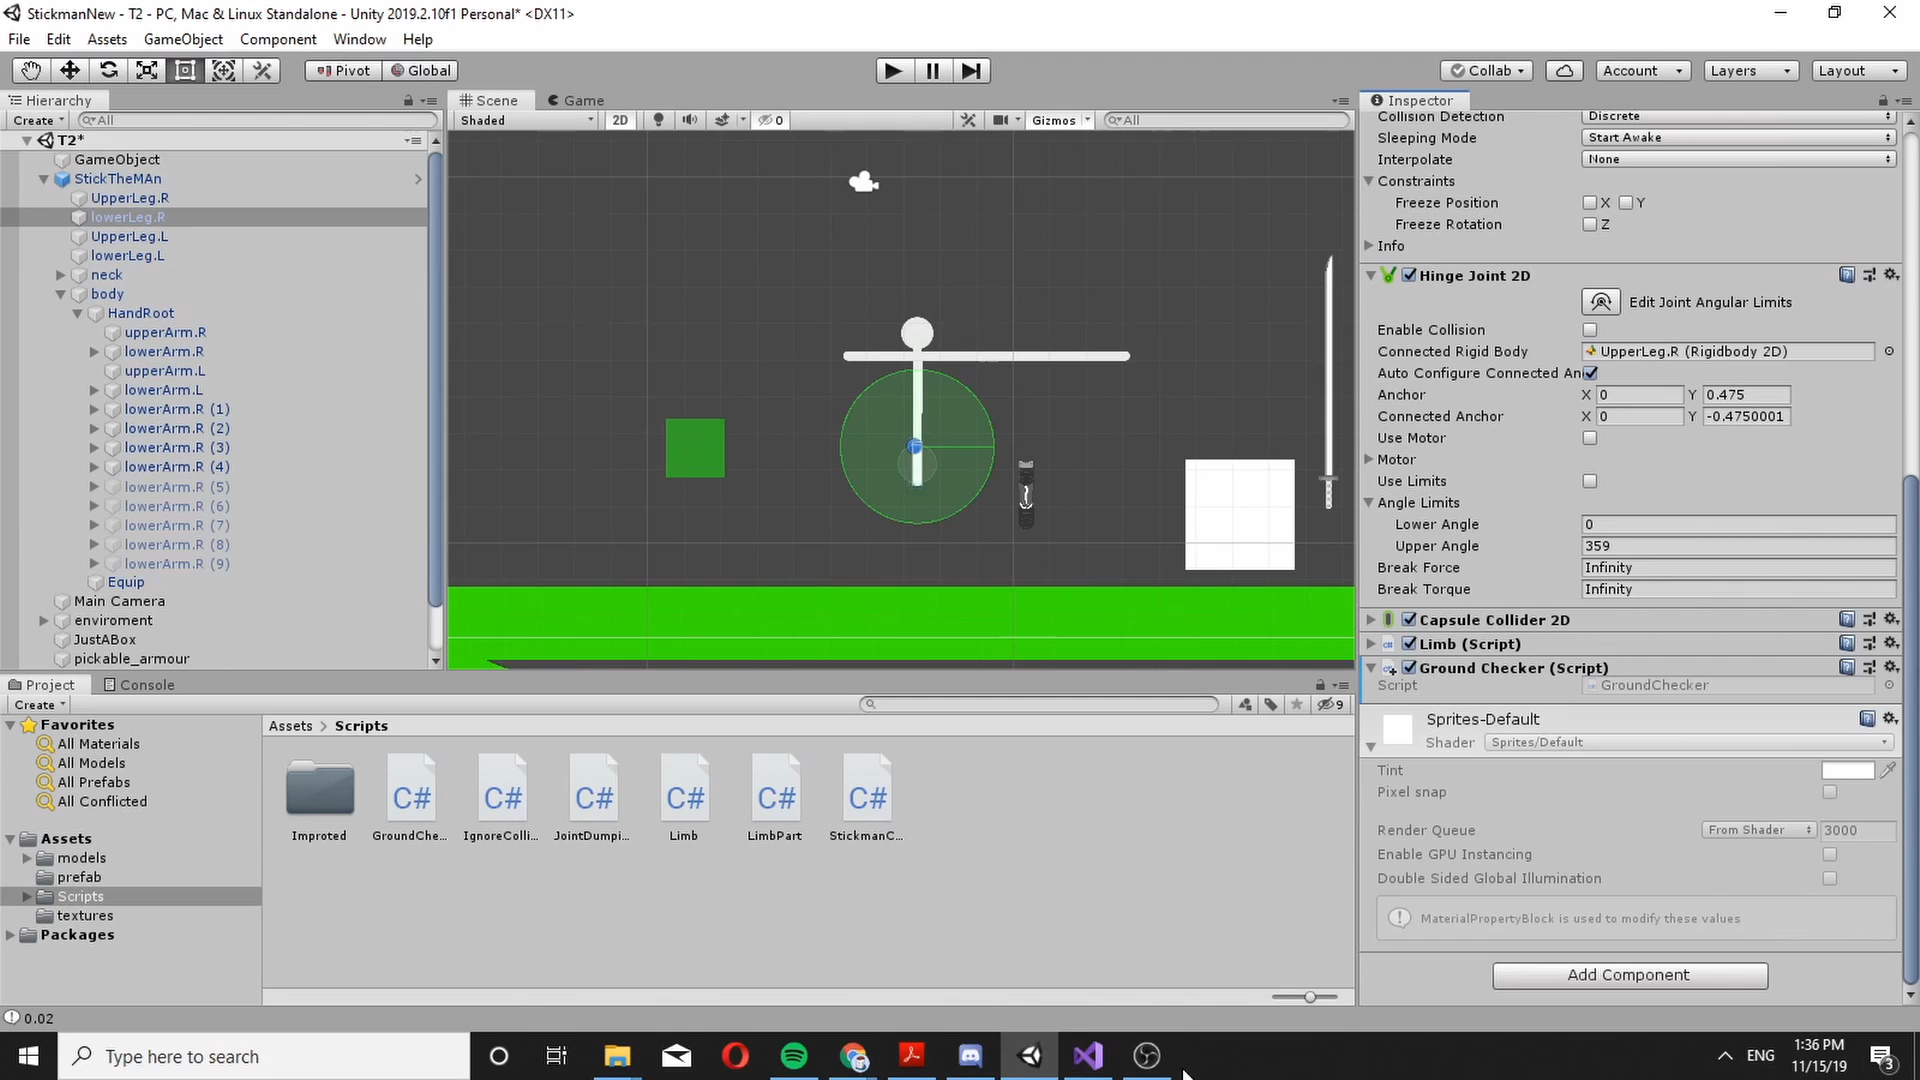 StickmanNew - T2 - PC, Mac & Linux Standalone - Unity 2019.2.10f1 Personal* <DX11>
File Edit Assets GameObject Component Window Help
Pivot Global Collab Account Layers Layout
Hierarchy
Create All
T2*
GameObject
StickTheMAn
UpperLeg.R
lowerLeg.R
UpperLeg.L
lowerLeg.L
neck
body
HandRoot
upperArm.R
lowerArm.R
upperArm.L
lowerArm.L
lowerArm.R (1)
lowerArm.R (2)
lowerArm.R (3)
lowerArm.R (4)
lowerArm.R (5)
lowerArm.R (6)
lowerArm.R (7)
lowerArm.R (8)
lowerArm.R (9)
Equip
Main Camera
enviroment
JustABox
pickable_armour
Scene Game
Shaded 2D 0 Gizmos All
Inspector
Collision Detection Discrete
Sleeping Mode Start Awake
Interpolate None
Constraints
Freeze Position X Y
Freeze Rotation Z
Info
Hinge Joint 2D
Edit Joint Angular Limits
Enable Collision
Connected Rigid Body UpperLeg.R (Rigidbody 2D)
Auto Configure Connected An
Anchor X 0 Y 0.475
Connected Anchor X 0 Y -0.4750001
Use Motor
Motor
Use Limits
Angle Limits
Lower Angle 0
Upper Angle 359
Break Force Infinity
Break Torque Infinity
Capsule Collider 2D
Limb (Script)
Ground Checker (Script)
Script GroundChecker
Sprites-Default
Shader Sprites/Default
Tint
Pixel snap
Render Queue From Shader 3000
Enable GPU Instancing
Double Sided Global Illumination
MaterialPropertyBlock is used to modify these values
Add Component
Project Console
Create 9
Favorites
All Materials
All Models
All Prefabs
All Conflicted
Assets
models
prefab
Scripts
textures
Packages
Assets > Scripts
C# C# C# C# C# C#
Improted GroundChe... IgnoreColli... JointDumpi... Limb LimbPart StickmanC...
0.02
Type here to search
ENG
1:36 PM
11/15/19
3